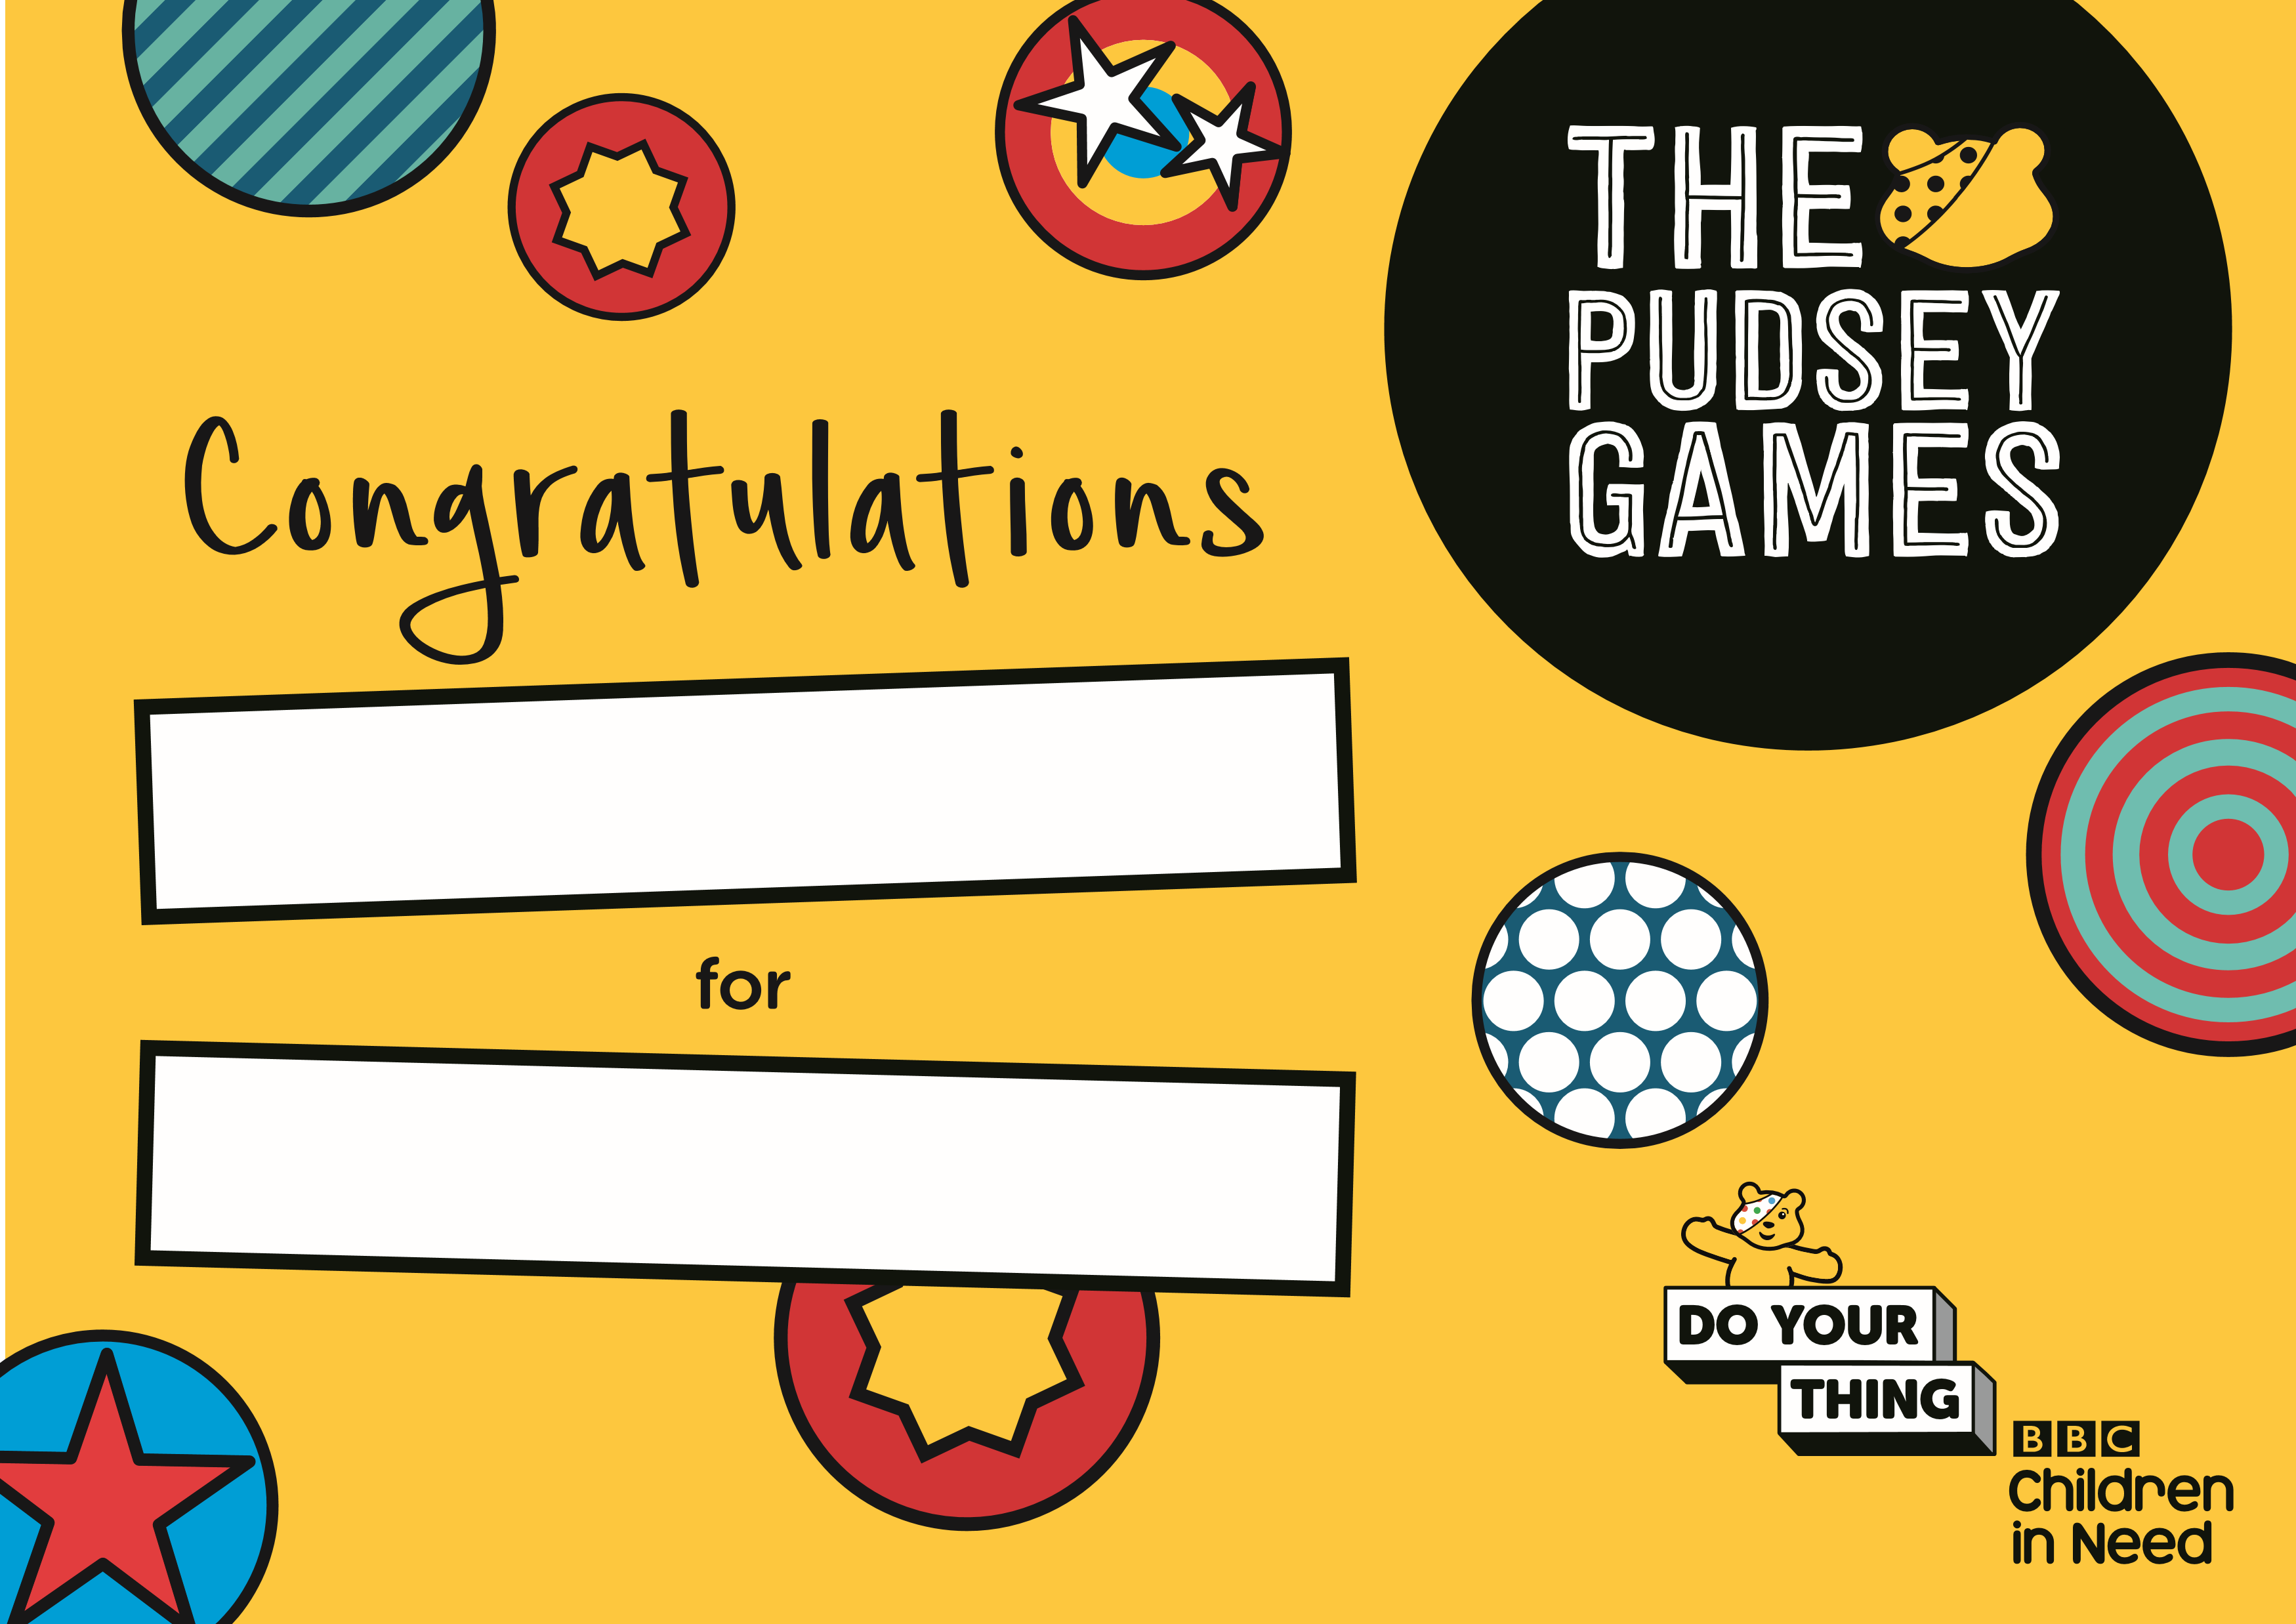 THE
PUDSEY
GAMES
Congratulations
for
DO YOUR
THING
BBC
Children
in Need